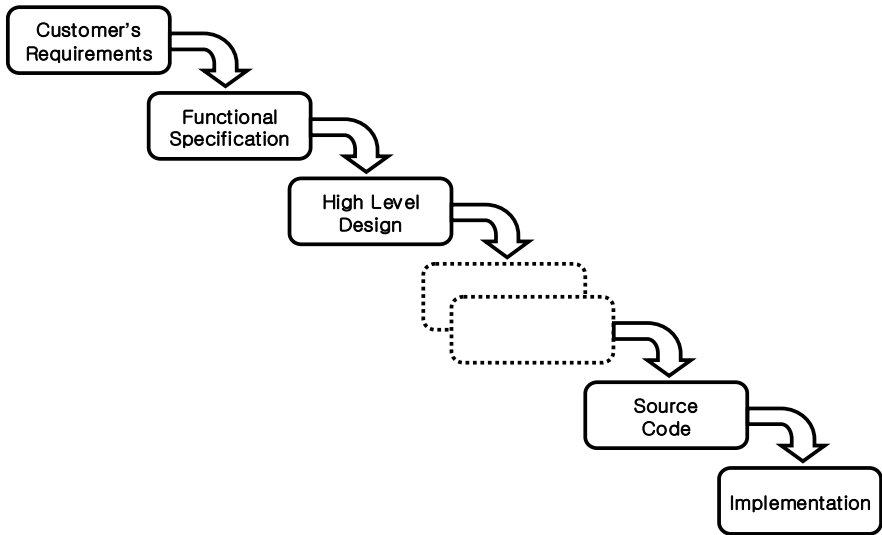 Customer's
Requirements
Functional
Specification
High Level
Design
Source
Code
Implementation